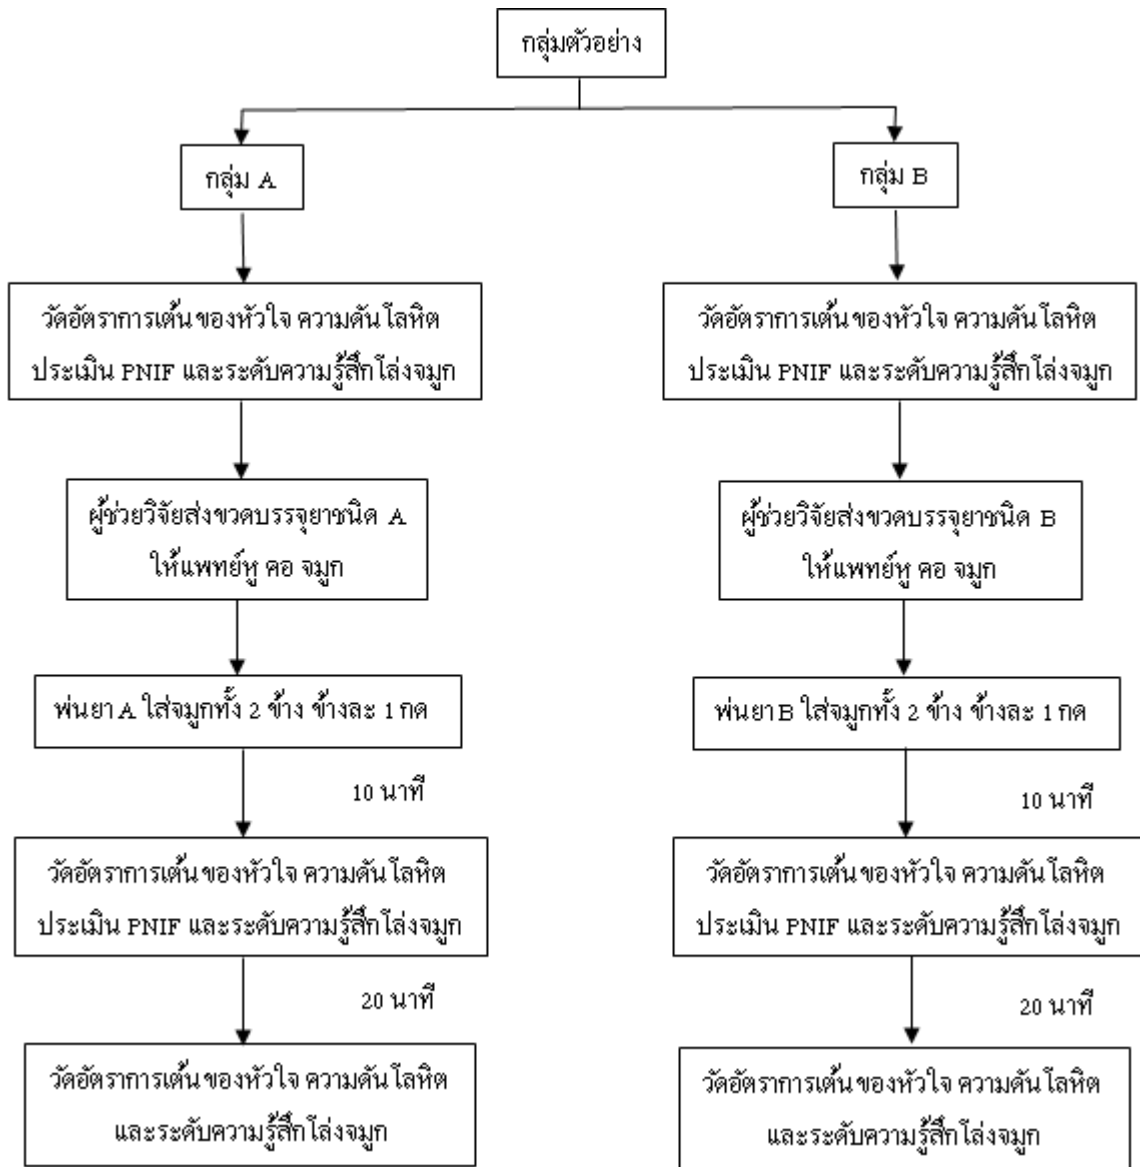 กลุ่มตัวอย่าง
กลุ่ม A
กลุ่ม B
วัดอัตราการเต้นของหัวใจ ความดันโลหิต
ประเมิน PNIF และระดับความรู้สึกโล่งจมูก
วัดอัตราการเต้นของหัวใจ ความดันโลหิต
ประเมิน PNIF และระดับความรู้สึกโล่งจมูก
ผู้ช่วยวิจัยส่งขวดบรรจุยาชนิด A
ให้แพทย์หู คอ จมูก
ผู้ช่วยวิจัยส่งขวดบรรจุยาชนิด B
ให้แพทย์หู คอ จมูก
พ่นยา A ใส่จมูกทั้ง 2 ข้าง ข้างละ 1 กด
พ่นยา B ใส่จมูกทั้ง 2 ข้าง ข้างละ 1 กด
10 นาที
10 นาที
วัดอัตราการเต้นของหัวใจ ความดันโลหิต
ประเมิน PNIF และระดับความรู้สึกโล่งจมูก
วัดอัตราการเต้นของหัวใจ ความดันโลหิต
ประเมิน PNIF และระดับความรู้สึกโล่งจมูก
20 นาที
20 นาที
วัดอัตราการเต้นของหัวใจ ความดันโลหิต
และระดับความรู้สึกโล่งจมูก
วัดอัตราการเต้นของหัวใจ ความดันโลหิต
และระดับความรู้สึกโล่งจมูก